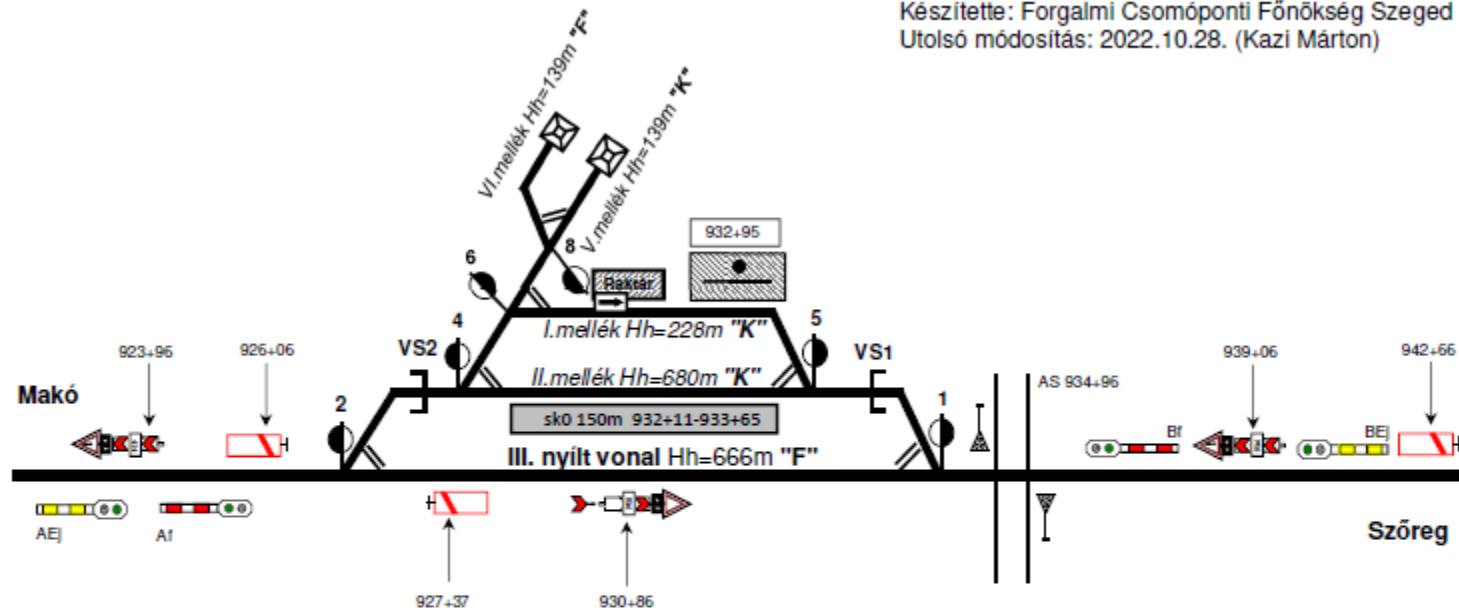 Készítette: Forgalmi Csomóponti Főnökség Szeged
Utolsó módosítás: 2022.10.28. (Kazi Márton)
VI.mellék Hh=139m "F"
V.mellék Hh=139m "K"
932+95
8
6
Raktár
I.mellék Hh=228m "K"
4
5
VS2
VS1
923+96
926+06
939+06
942+66
II.mellék Hh=680m "K"
AS 934+96
Makó
2
1
sk0 150m 932+11-933+65
Bf
BEj
III. nyílt vonal Hh=666m "F"
AEj
Af
Szőreg
927+37
930+86